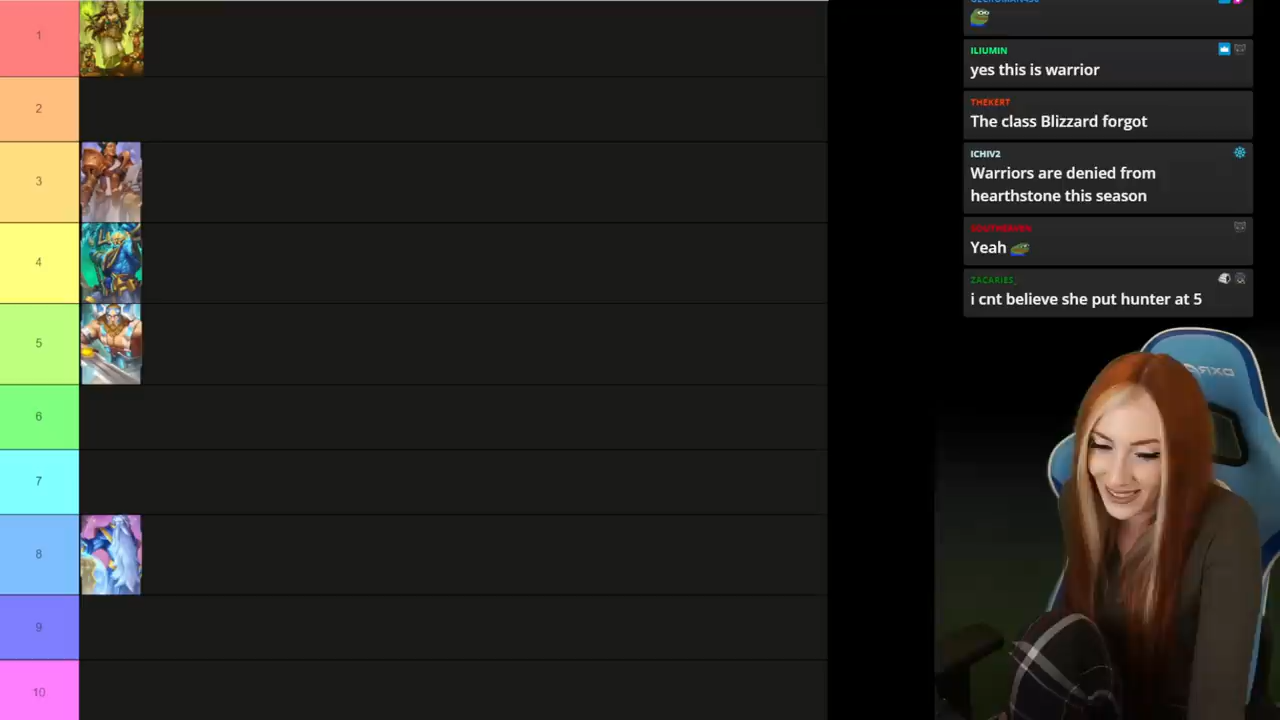 1
2
3
4
5
6
7
8
9
10
ILIUMIN
yes this is warrior
THEKERT
The class Blizzard forgot
ICHIV2
Warriors are denied from
hearthstone this season
Yeah
ZACARIES_
i cnt believe she put hunter at 5